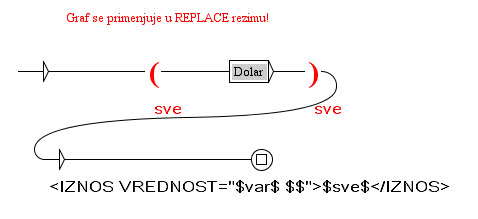 Graf se primenjuje u REPLACE rezimu!
( Dolar )
sve sve
<IZNOS VREDNOST="$var$ $$">$sve$</IZNOS>